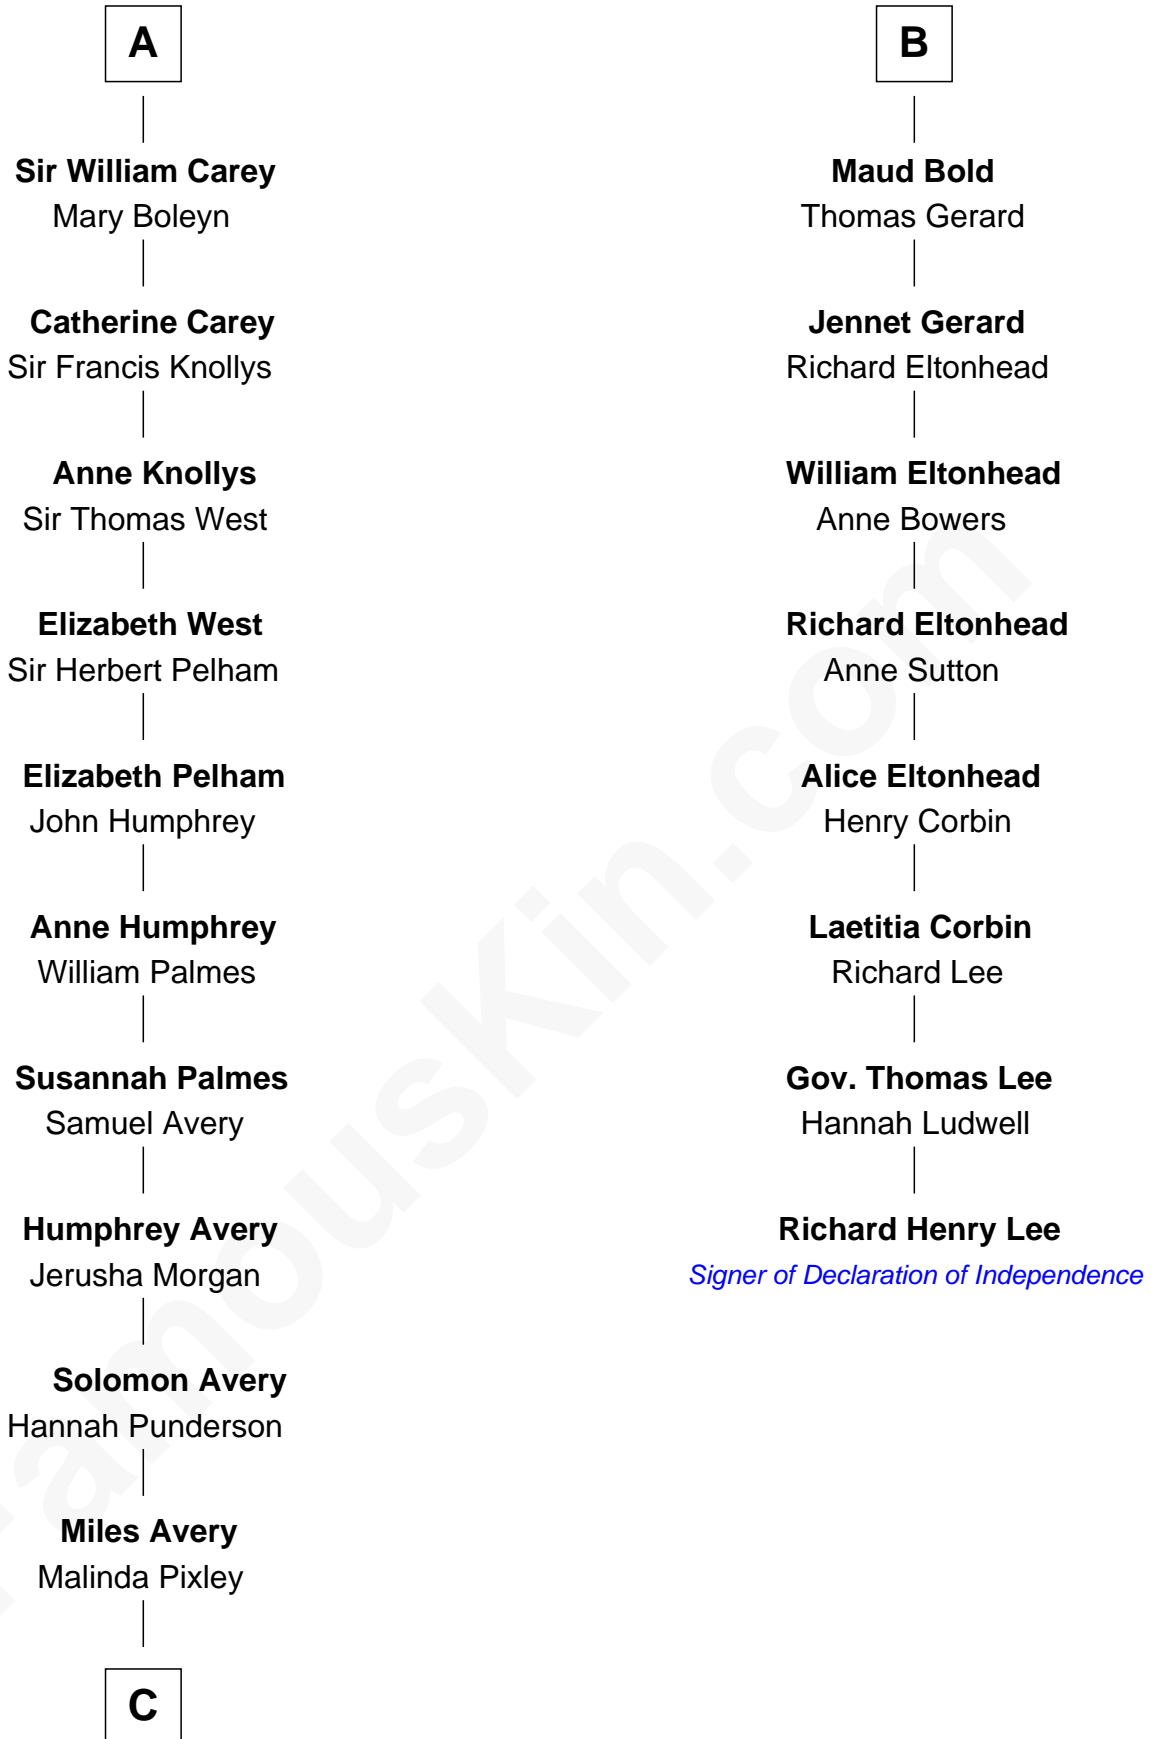 A
Sir William Carey
Mary Boleyn
Catherine Carey
Sir Francis Knollys
Anne Knollys
Sir Thomas West
Elizabeth West
Sir Herbert Pelham
Elizabeth Pelham
John Humphrey
Anne Humphrey
William Palmes
Susannah Palmes
Samuel Avery
Humphrey Avery
Jerusha Morgan
Solomon Avery
Hannah Punderson
Miles Avery
Malinda Pixley
C
B
Maud Bold
Thomas Gerard
Jennet Gerard
Richard Eltonhead
William Eltonhead
Anne Bowers
Richard Eltonhead
Anne Sutton
Alice Eltonhead
Henry Corbin
Laetitia Corbin
Richard Lee
Gov. Thomas Lee
Hannah Ludwell
Richard Henry Lee
Signer of Declaration of Independence
FamousKin.com